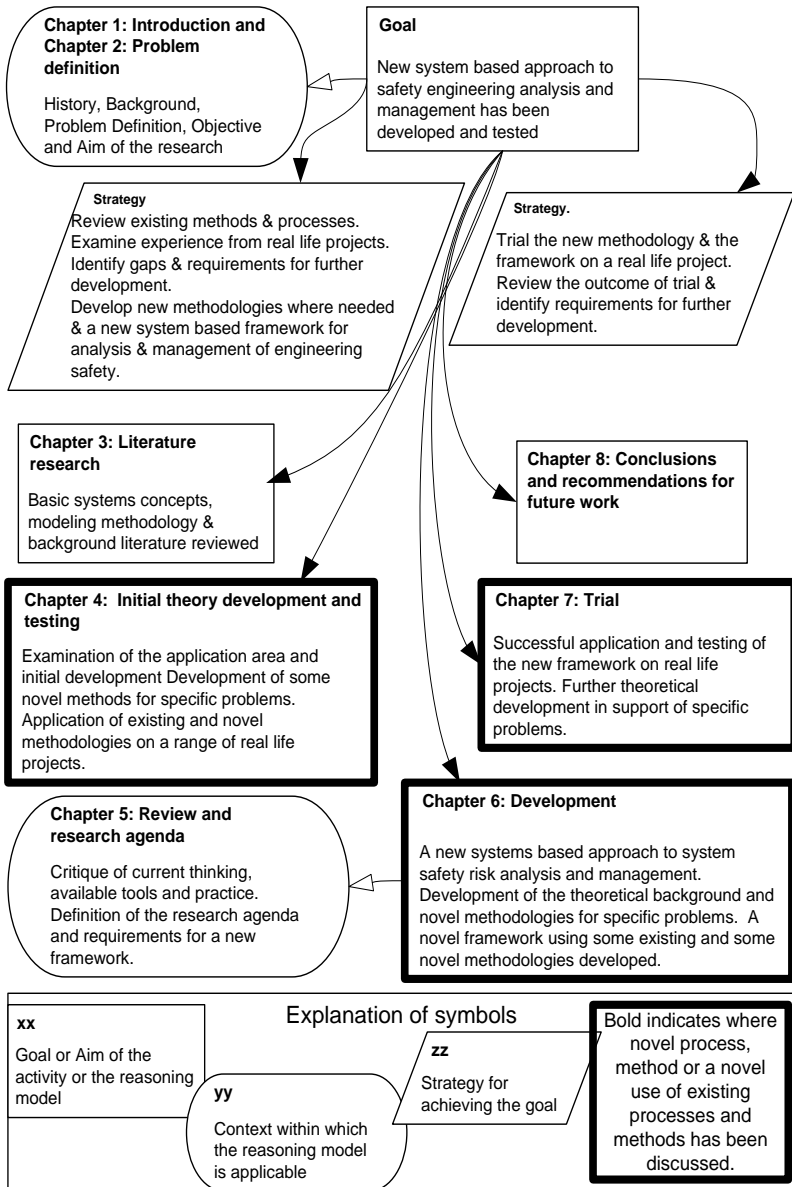 Chapter 1: Introduction and
Chapter 2: Problem
definition
History, Background,
Problem Definition, Objective
and Aim of the research
Goal
New system based approach to
safety engineering analysis and
management has been
developed and tested
Strategy
Review existing methods & processes.
Examine experience from real life projects.
Identify gaps & requirements for further
development.
Develop new methodologies where needed
& a new system based framework for
analysis & management of engineering
safety.
Strategy.
Trial the new methodology & the
framework on a real life project.
Review the outcome of trial &
identify requirements for further
development.
Chapter 3: Literature
research
Basic systems concepts,
modeling methodology &
background literature reviewed
Chapter 8: Conclusions
and recommendations for
future work
Chapter 4:  Initial theory development and
testing
Examination of the application area and
initial development Development of some
novel methods for specific problems.
Application of existing and novel
methodologies on a range of real life
projects.
Chapter 7: Trial
Successful application and testing of
the new framework on real life
projects. Further theoretical
development in support of specific
problems.
Chapter 5: Review and
research agenda
Critique of current thinking,
available tools and practice.
Definition of the research agenda
and requirements for a new
framework.
Chapter 6: Development
A new systems based approach to system
safety risk analysis and management.
Development of the theoretical background and
novel methodologies for specific problems.  A
novel framework using some existing and some
novel methodologies developed.
Explanation of symbols
xx
Goal or Aim of the
activity or the reasoning
model
yy
Context within which
the reasoning model
is applicable
zz
Strategy for
achieving the goal
Bold indicates where
novel process,
method or a novel
use of existing
processes and
methods has been
discussed.